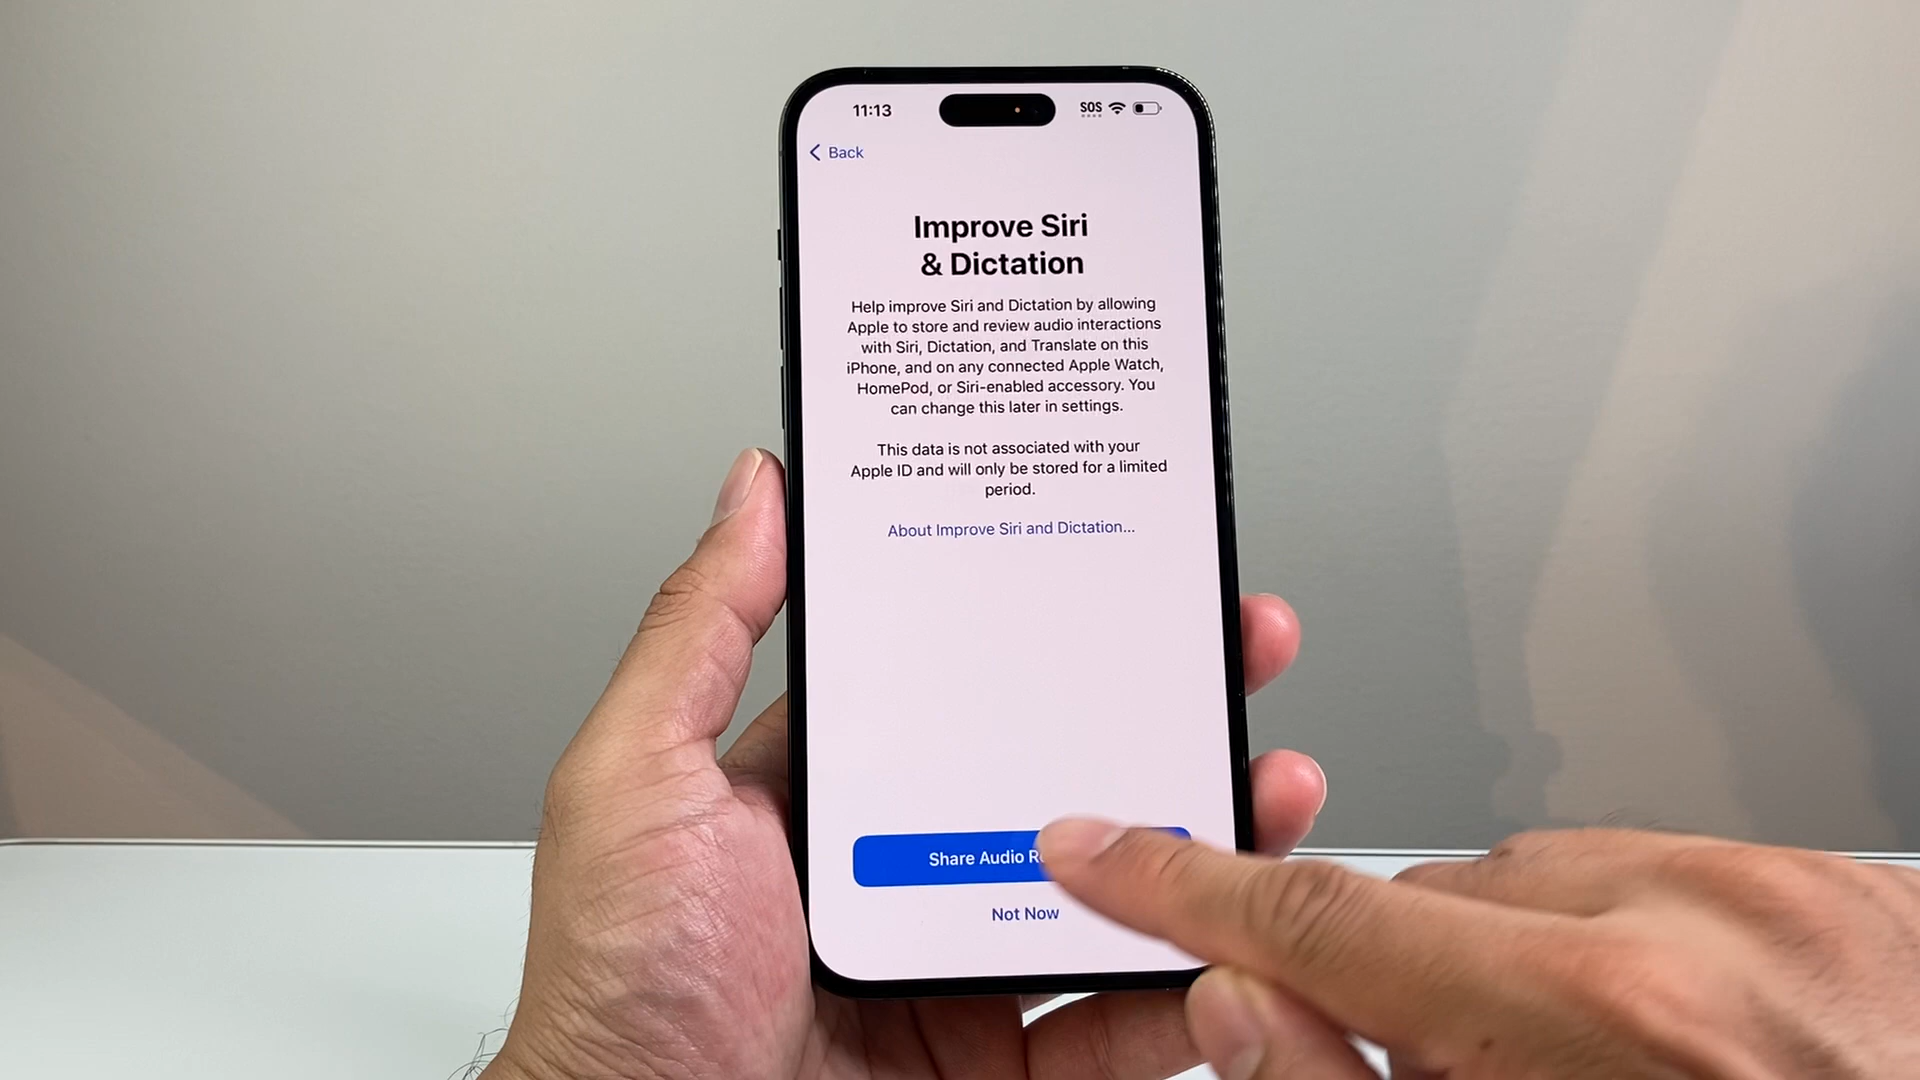 11:13
SOS
Back
Improve Siri
& Dictation
Help improve Siri and Dictation by allowing
Apple to store and review audio interactions
with Siri, Dictation, and Translate on this
iPhone, and on any connected Apple Watch,
HomePod, or Siri-enabled accessory. You
can change this later in settings.
This data is not associated with your
Apple ID and will only be stored for a limited
period.
About Improve Siri and Dictation...
Share Audio
Not Now